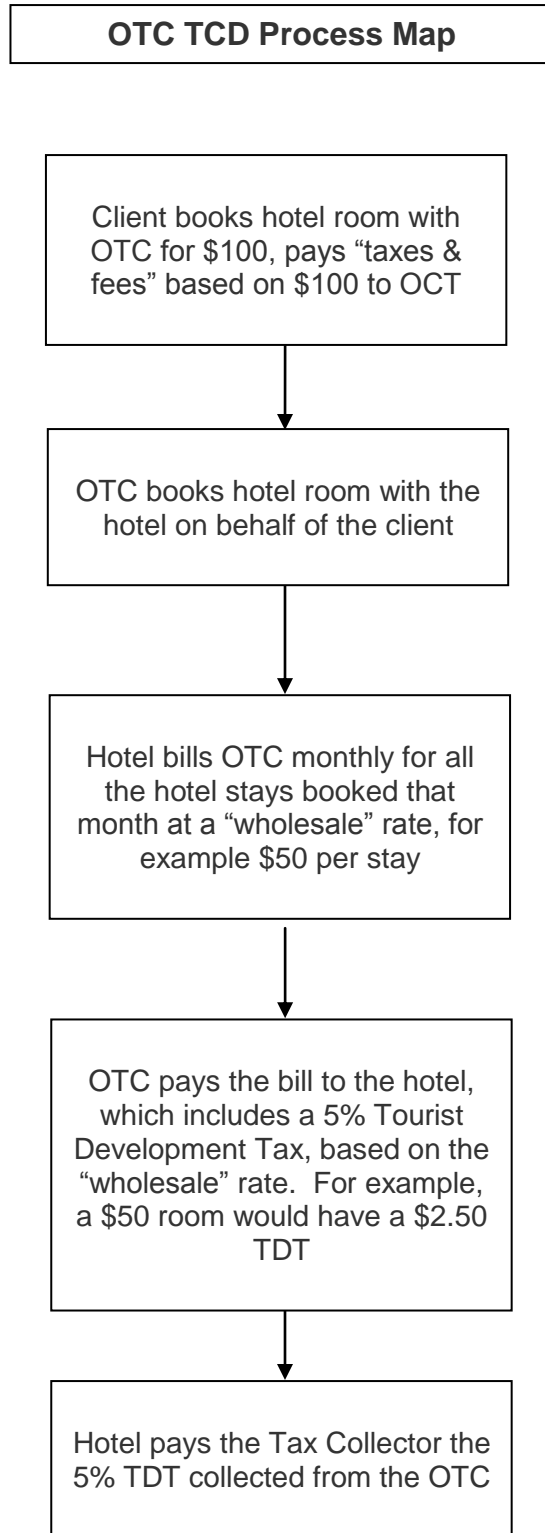 OTC TCD Process Map
Client books hotel room with
OTC for $100, pays “taxes &
fees” based on $100 to OCT
OTC books hotel room with the
hotel on behalf of the client
Hotel bills OTC monthly for all
the hotel stays booked that
month at a “wholesale” rate, for
example $50 per stay
OTC pays the bill to the hotel,
which includes a 5% Tourist
Development Tax, based on the
“wholesale” rate.  For example,
a $50 room would have a $2.50
TDT
Hotel pays the Tax Collector the
5% TDT collected from the OTC